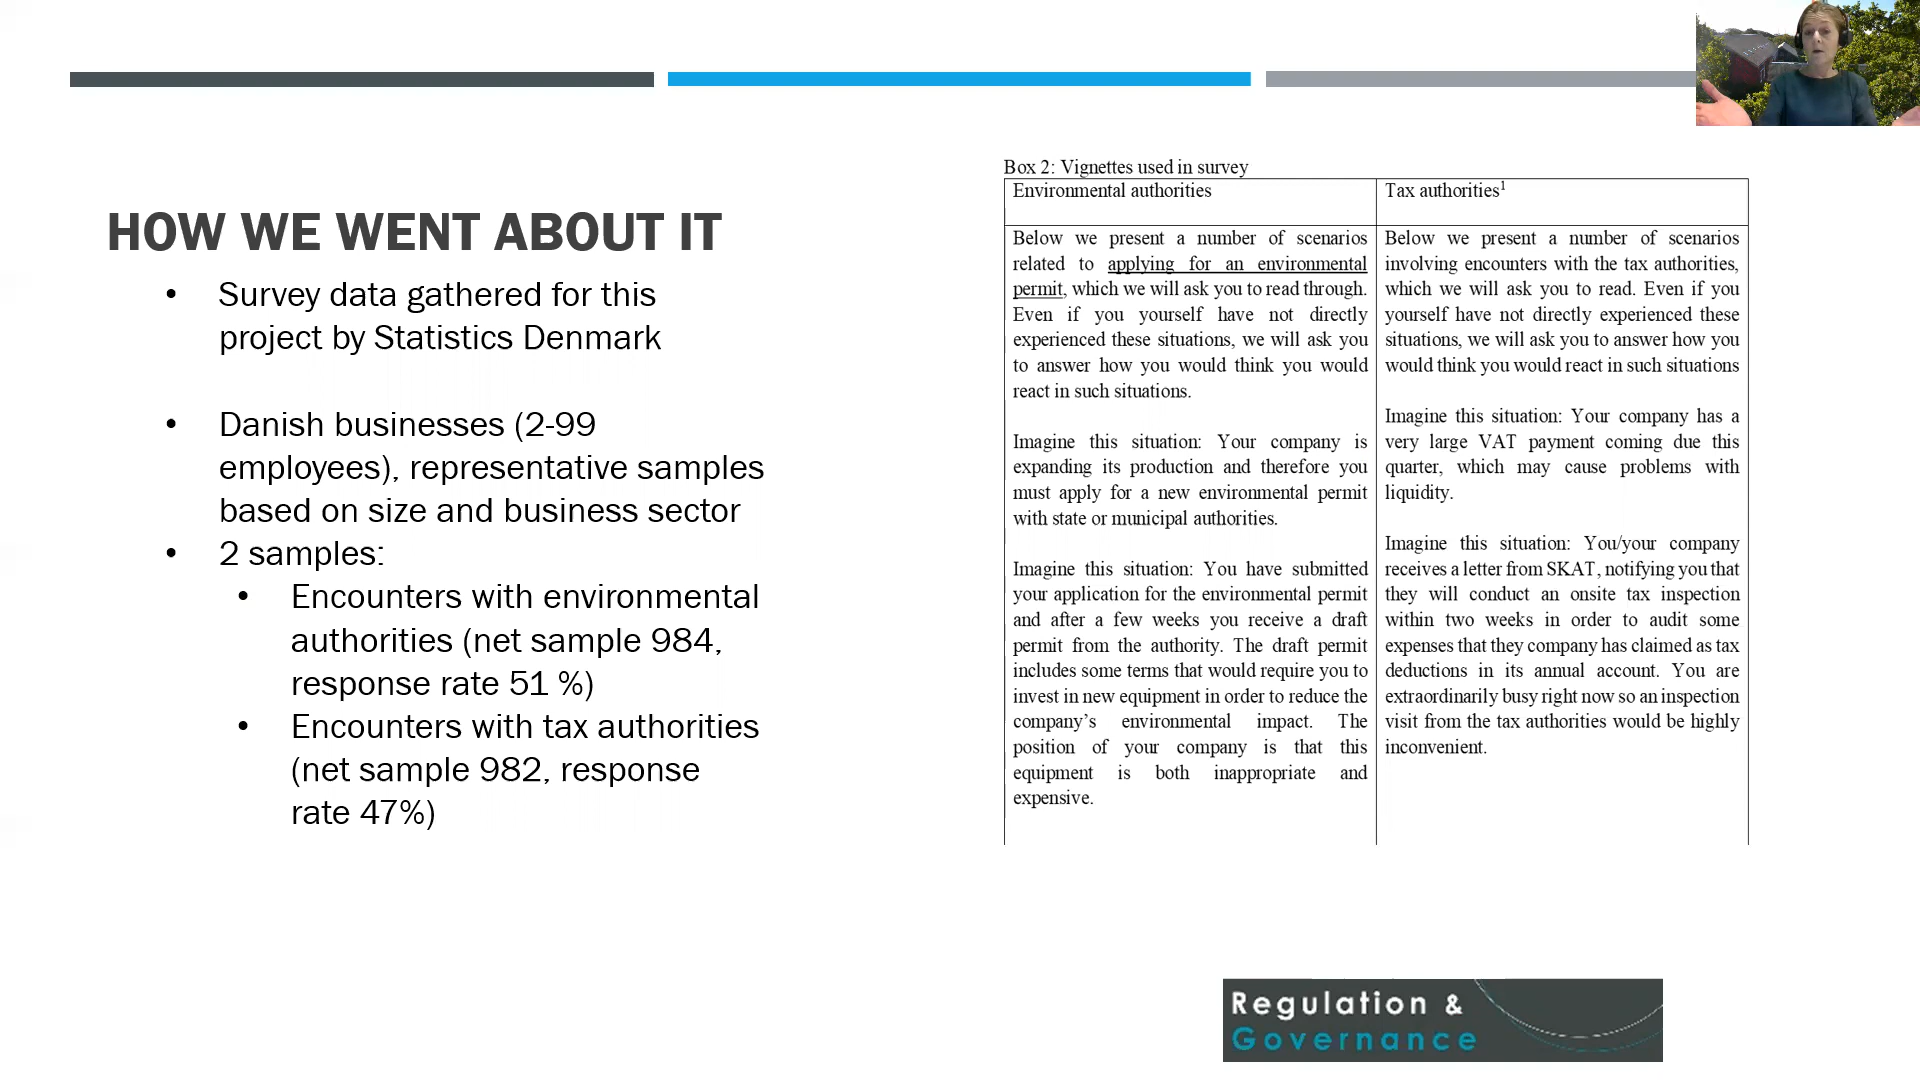 HOW WE WENT ABOUT IT
• Survey data gathered for this
project by Statistics Denmark
• Danish businesses (2-99
employees), representative samples
based on size and business sector
• 2 samples:
• Encounters with environmental
authorities (net sample 984,
response rate 51 %)
• Encounters with tax authorities
(net sample 982, response
rate 47%)
Box 2: Vignettes used in survey
Environmental authorities
Below we present a number of scenarios
related to applying for an environmental
permit, which we will ask you to read through.
Even if you yourself have not directly
experienced these situations, we will ask you
to answer how you would think you would
react in such situations.
Imagine this situation: Your company is
expanding its production and therefore you
must apply for a new environmental permit
with state or municipal authorities.
Imagine this situation: You have submitted
your application for the environmental permit
and after a few weeks you receive a draft
permit from the authority. The draft permit
includes some terms that would require you to
invest in new equipment in order to reduce the
company’s environmental impact. The
position of your company is that this
equipment is both inappropriate and
expensive.
Tax authorities¹
Below we present a number of scenarios
involving encounters with the tax authorities,
which we will ask you to read. Even if you
yourself have not directly experienced these
situations, we will ask you to answer how you
would think you would react in such situations
Imagine this situation: Your company has a
very large VAT payment coming due this
quarter, which may cause problems with
liquidity.
Imagine this situation: You/your company
receives a letter from SKAT, notifying you that
they will conduct an onsite tax inspection
within two weeks in order to audit some
expenses that they company has claimed as tax
deductions in its annual account. You are
extraordinarily busy right now so an inspection
visit from the tax authorities would be highly
inconvenient.
Regulation &
Governance